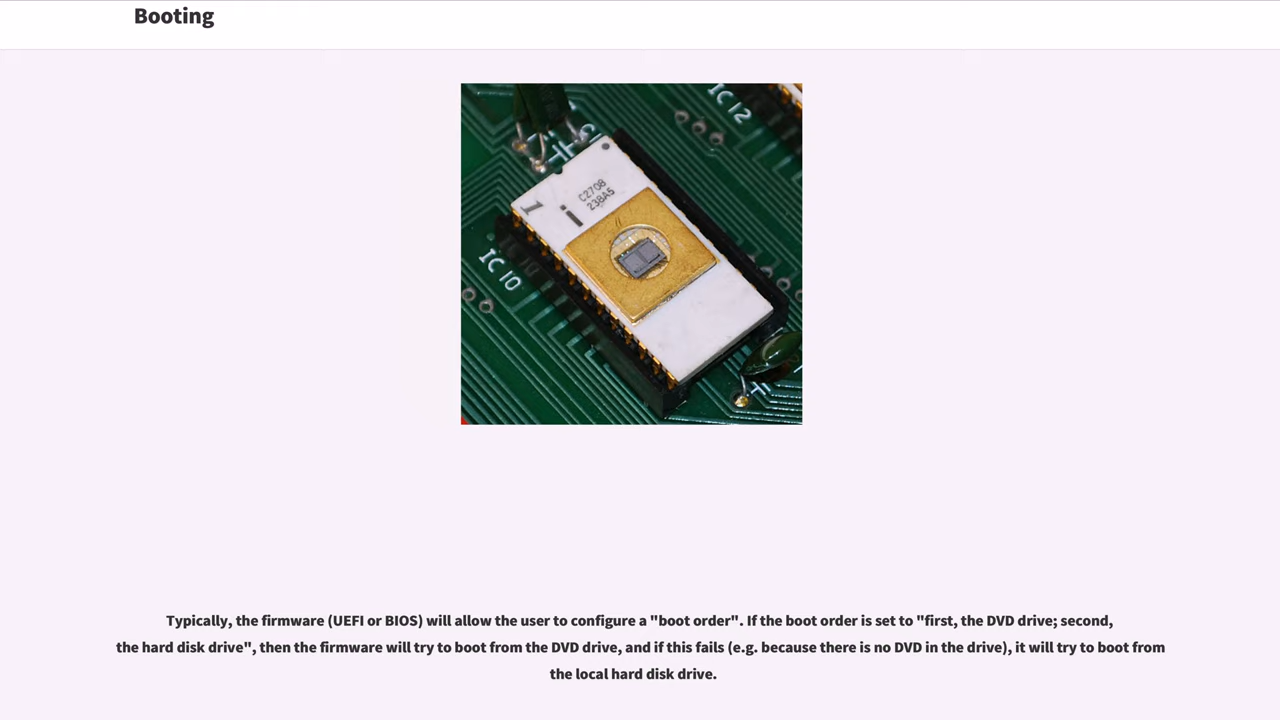 Booting
IC 12
1
i
C2708
238A5
IC 10
Typically, the firmware (UEFI or BIOS) will allow the user to configure a "boot order". If the boot order is set to "first, the DVD drive; second,
the hard disk drive", then the firmware will try to boot from the DVD drive, and if this fails (e.g. because there is no DVD in the drive), it will try to boot from
the local hard disk drive.